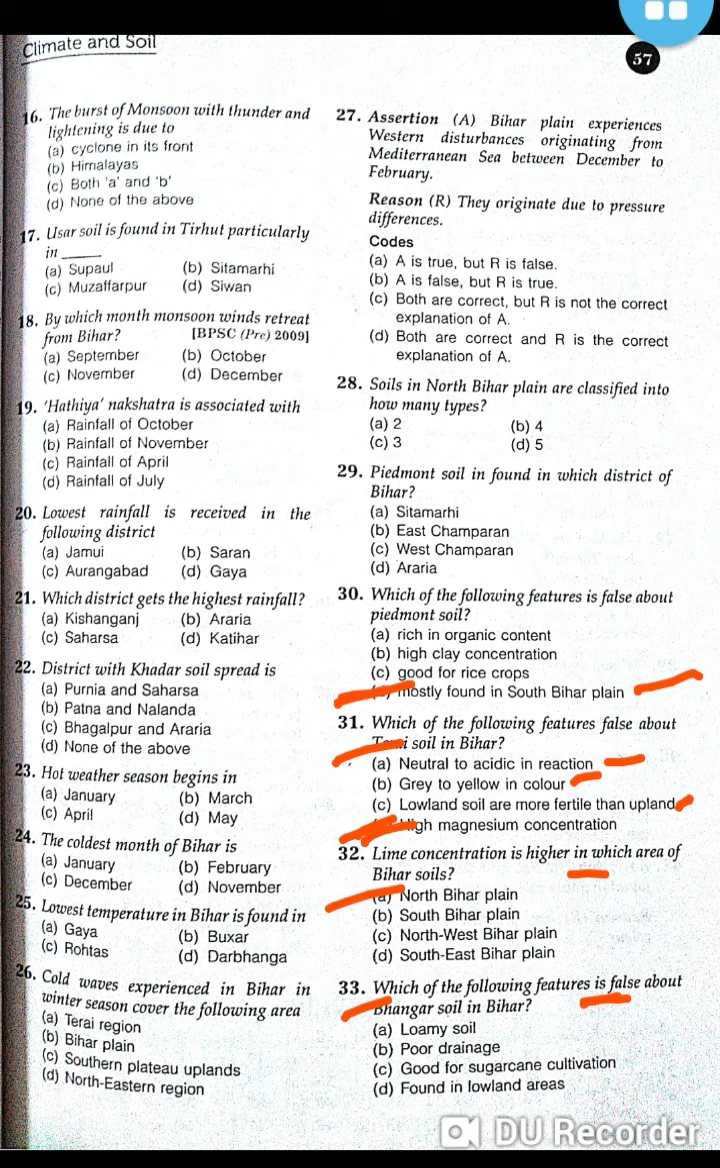 Climate and Soil
57
16. The burst of Monsoon with thunder and
lightening is due to
(a) cyclone in its front
(b) Himalayas
(c) Both 'a' and 'b'
(d) None of the above
17. Usar soil is found in Tirhut particularly
in ____
(a) Supaul (b) Sitamarhi
(c) Muzaffarpur (d) Siwan
18. By which month monsoon winds retreat
from Bihar? [BPSC (Pre) 2009]
(a) September (b) October
(c) November (d) December
19. 'Hathiya' nakshatra is associated with
(a) Rainfall of October
(b) Rainfall of November
(c) Rainfall of April
(d) Rainfall of July
20. Lowest rainfall is received in the
following district
(a) Jamui (b) Saran
(c) Aurangabad (d) Gaya
21. Which district gets the highest rainfall?
(a) Kishanganj (b) Araria
(c) Saharsa (d) Katihar
22. District with Khadar soil spread is
(a) Purnia and Saharsa
(b) Patna and Nalanda
(c) Bhagalpur and Araria
(d) None of the above
23. Hot weather season begins in
(a) January (b) March
(c) April (d) May
24. The coldest month of Bihar is
(a) January (b) February
(c) December (d) November
25. Lowest temperature in Bihar is found in
(a) Gaya (b) Buxar
(c) Rohtas (d) Darbhanga
26. Cold waves experienced in Bihar in
winter season cover the following area
(a) Terai region
(b) Bihar plain
(c) Southern plateau uplands
(d) North-Eastern region
27. Assertion (A) Bihar plain experiences
Western disturbances originating from
Mediterranean Sea between December to
February.
Reason (R) They originate due to pressure
differences.
Codes
(a) A is true, but R is false.
(b) A is false, but R is true.
(c) Both are correct, but R is not the correct
explanation of A.
(d) Both are correct and R is the correct
explanation of A.
28. Soils in North Bihar plain are classified into
how many types?
(a) 2 (b) 4
(c) 3 (d) 5
29. Piedmont soil in found in which district of
Bihar?
(a) Sitamarhi
(b) East Champaran
(c) West Champaran
(d) Araria
30. Which of the following features is false about
piedmont soil?
(a) rich in organic content
(b) high clay concentration
(c) good for rice crops
mostly found in South Bihar plain
31. Which of the following features false about
soil in Bihar?
(a) Neutral to acidic in reaction
(b) Grey to yellow in colour
(c) Lowland soil are more fertile than upland
High magnesium concentration
32. Lime concentration is higher in which area of
Bihar soils?
(a) North Bihar plain
(b) South Bihar plain
(c) North-West Bihar plain
(d) South-East Bihar plain
33. Which of the following features is false about
Bhangar soil in Bihar?
(a) Loamy soil
(b) Poor drainage
(c) Good for sugarcane cultivation
(d) Found in lowland areas
DU Recorder